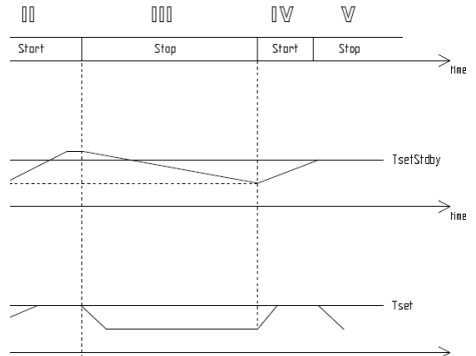 II III IV V
Start Stop Start Stop
time
TsetStdby
time
Tset